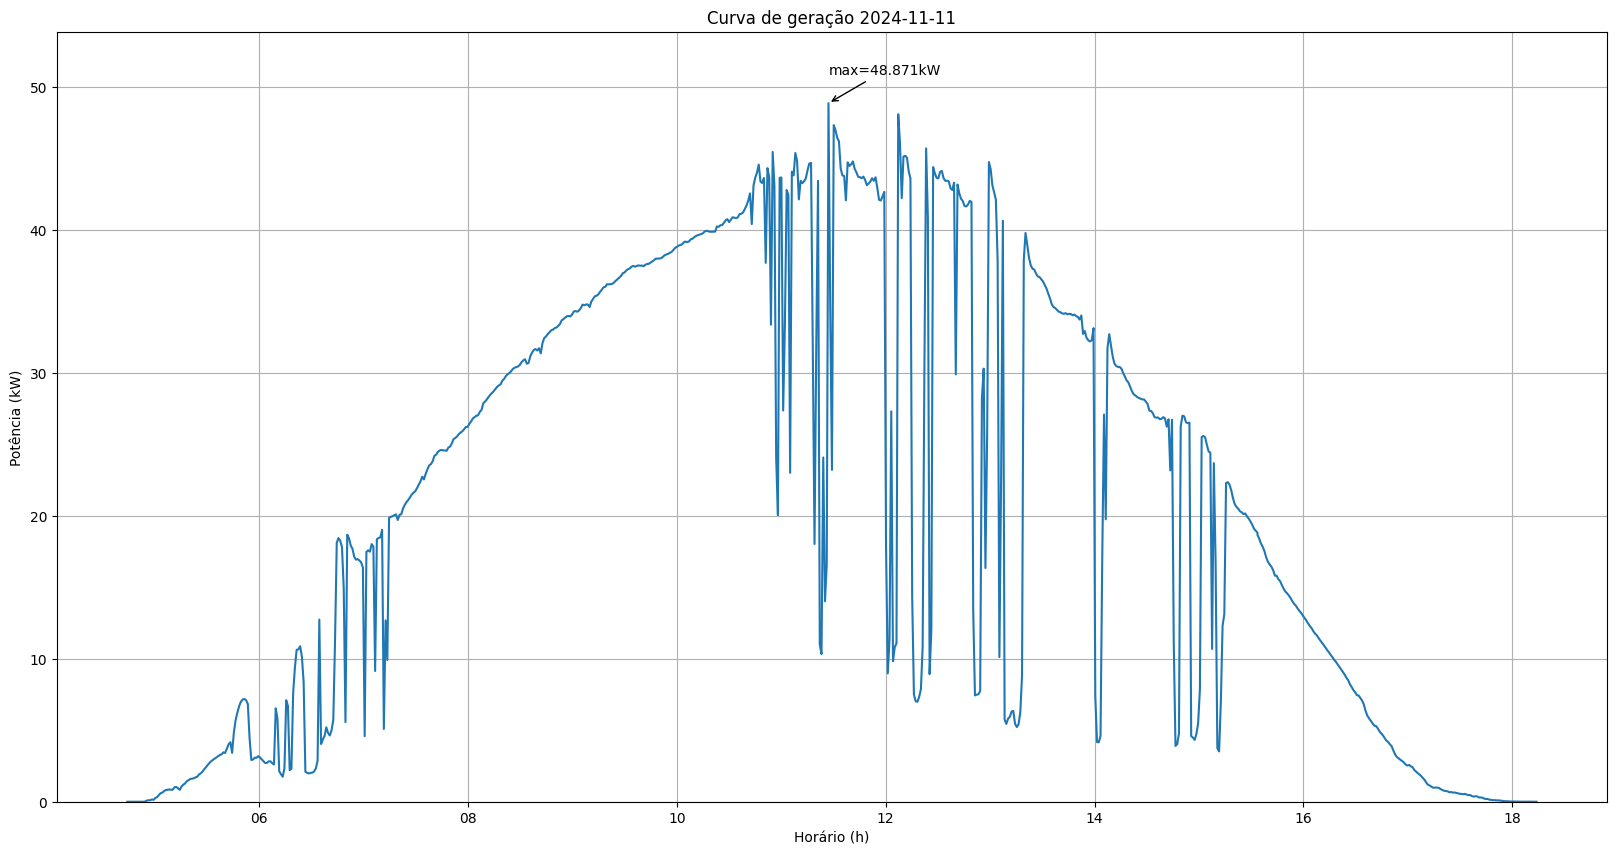 Curva de geração 2024-11-11
max=48.871kW
Potência (kW)
50
40
30
20
10
0
06 08 10 12 14 16 18
Horário (h)